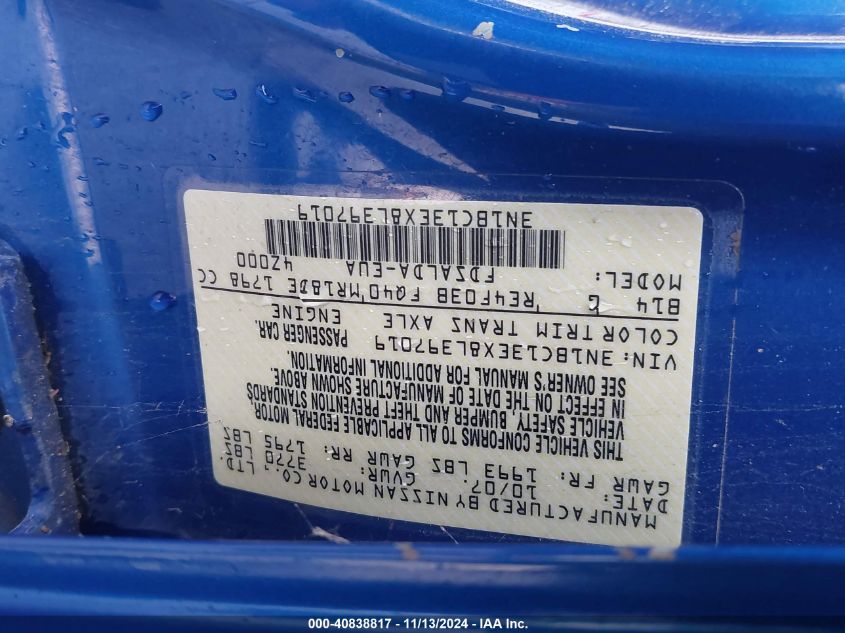 MANUFACTURED BY NISSAN MOTOR CO., LTD.
DATE: 10/07 GVWR: 3770 LBS
GAWR FR: 1993 LBS GAWR RR: 1795 LBS
THIS VEHICLE CONFORMS TO ALL APPLICABLE FEDERAL MOTOR
VEHICLE SAFETY, BUMPER AND THEFT PREVENTION STANDARDS
IN EFFECT ON THE DATE OF MANUFACTURE SHOWN ABOVE.
SEE OWNER'S MANUAL FOR ADDITIONAL INFORMATION.
VIN: 3N1BC13EX8L397019 PASSENGER CAR.
COLOR TRIM TRANS AXLE ENGINE
B14 G RE4F03B FQ40 MR18DE 1798 CC
MODEL: FDZALDA-EUA 4Z000
3N1BC13EX8L397019
000-40838817 - 11/13/2024 - IAA Inc.